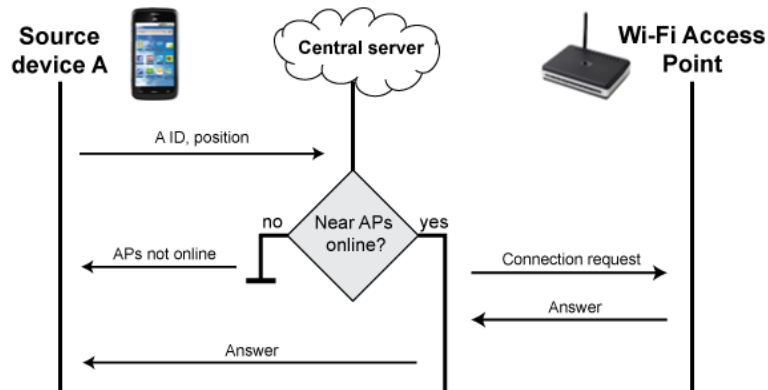 Source
device A
Central server
Wi-Fi Access
Point
A ID, position
no
Near APs
online?
yes
APs not online
Connection request
Answer
Answer